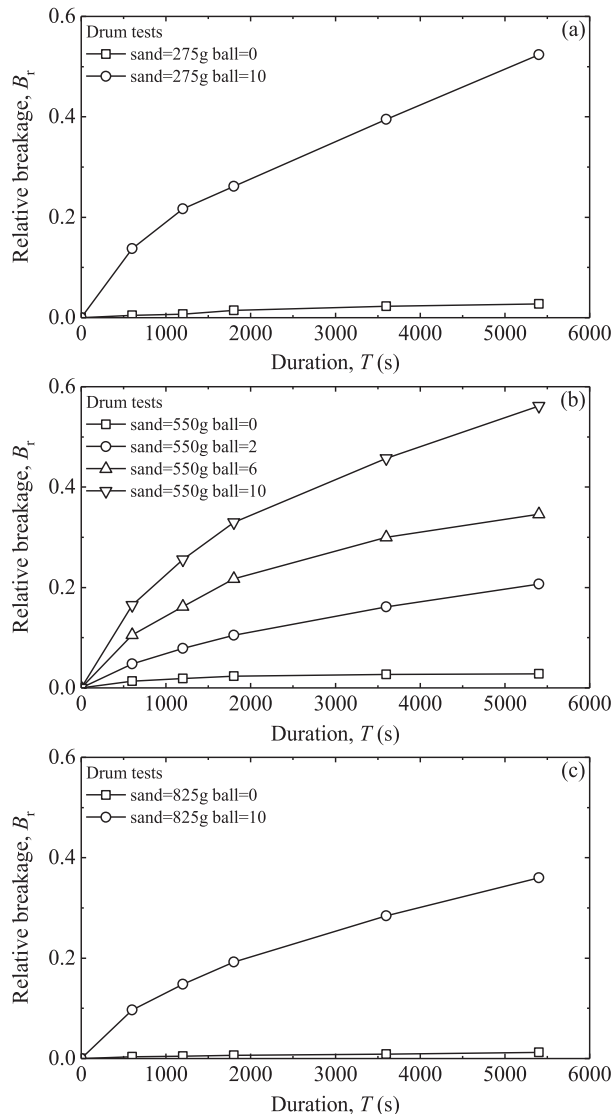 0.6
Drum tests
(a)
sand=275g ball=0
sand=275g ball=10
0.4
Relative breakage, Br
0.2
0.0
0 1000 2000 3000 4000 5000 6000
Duration, T (s)
0.6
Drum tests
(b)
sand=550g ball=0
sand=550g ball=2
sand=550g ball=6
sand=550g ball=10
0.4
Relative breakage, Br
0.2
0.0
0 1000 2000 3000 4000 5000 6000
Duration, T (s)
0.6
Drum tests
(c)
sand=825g ball=0
sand=825g ball=10
0.4
Relative breakage, Br
0.2
0.0
0 1000 2000 3000 4000 5000 6000
Duration, T (s)